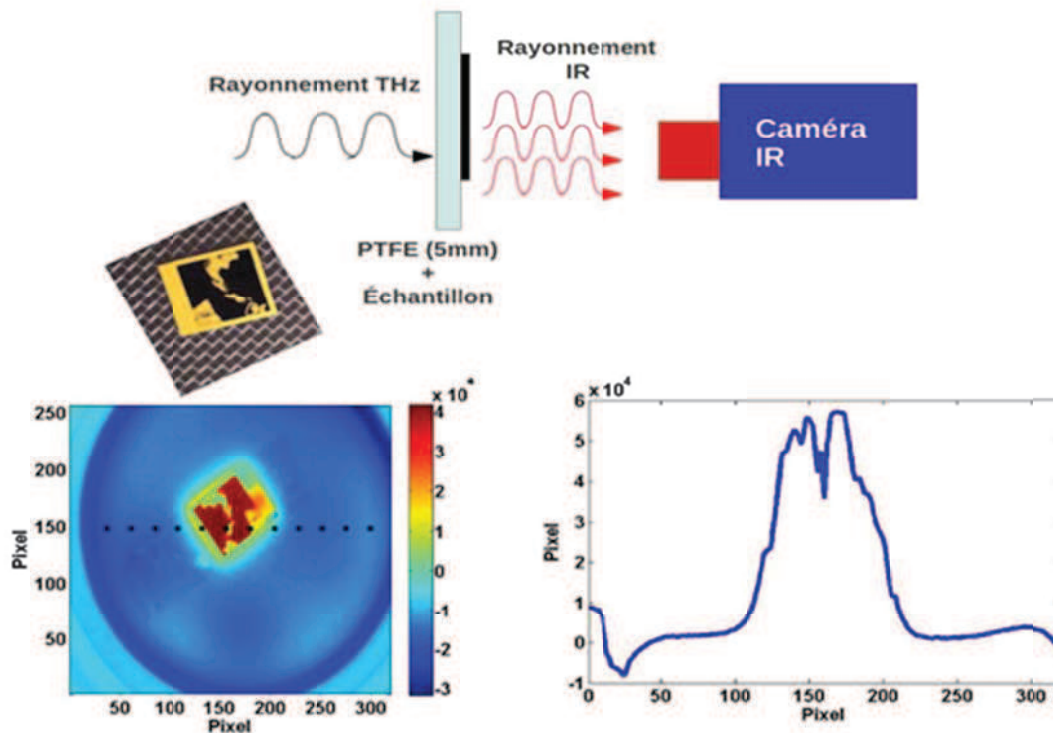 Rayonnement THz
Rayonnement
IR
Caméra
IR
PTFE (5mm)
+
Échantillon
250
200
150
100
50
Pixel
50 100 150 200 250 300
Pixel
4
3
2
1
0
-1
-2
-3
× 10⁴
6
5
4
3
2
1
0
-1
0 50 100 150 200 250 300
Pixel
Pixel